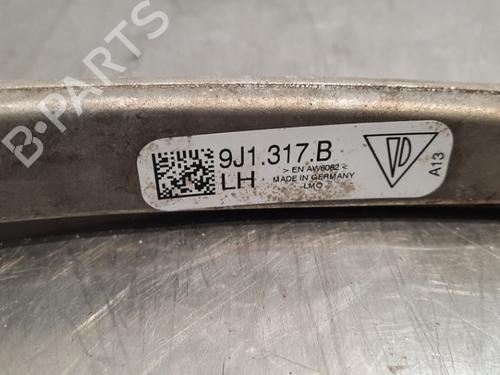 B-PARTS
9J1.317.B
LH
> EN AW6082 <
MADE IN GERMANY
LMO
A13